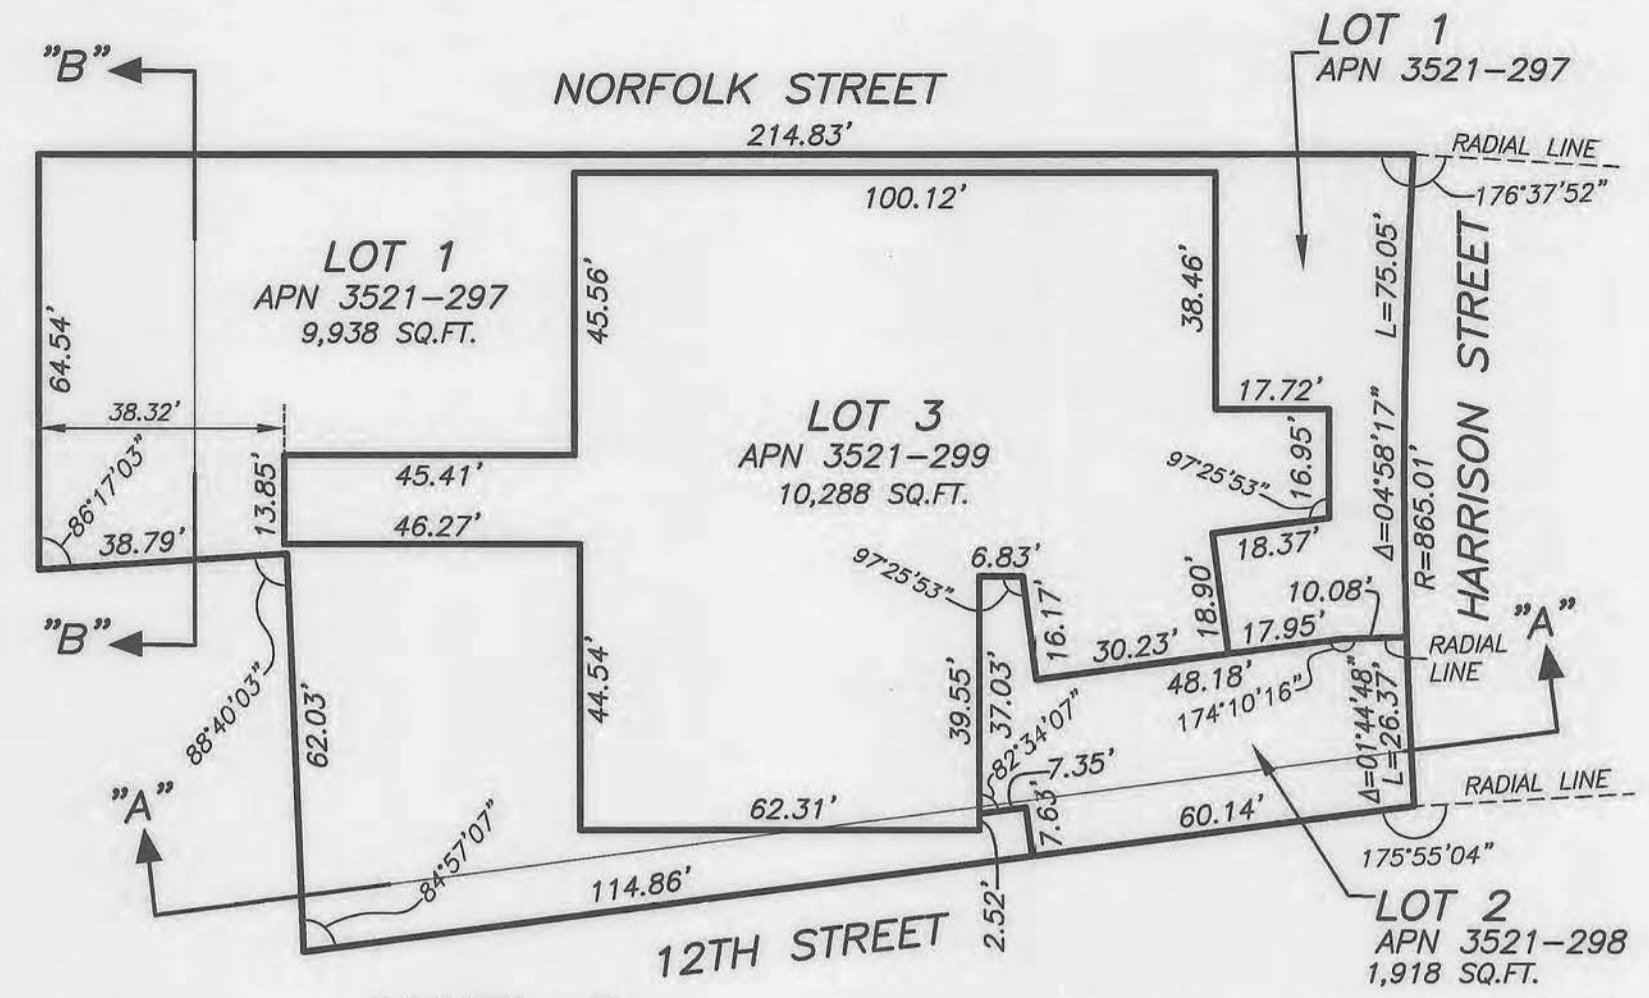 "B"
NORFOLK STREET
214.83'
LOT 1
APN 3521-297
RADIAL LINE
176°37'52"
100.12'
LOT 1
APN 3521-297
9,938 SQ.FT.
45.56'
38.46'
L=75.05'
HARRISON STREET
64.54'
38.32'
17.72'
LOT 3
APN 3521-299
10,288 SQ.FT.
Δ=04°58'17"
R=865.01'
86°17'03"
45.41'
13.85'
97°25'53"
16.95'
38.79'
46.27'
18.37'
97°25'53"
6.83'
16.17'
18.90'
10.08'
"B"
17.95'
30.23'
RADIAL
LINE
"A"
88°40'03"
62.03'
44.54'
39.55'
37.03'
48.18'
174°10'16"
Δ=01°44'48"
L=26.37'
82°34'07"
7.35'
"A"
62.31'
7.63'
60.14'
RADIAL LINE
84°57'07"
175°55'04"
114.86'
2.52'
12TH STREET
LOT 2
APN 3521-298
1,918 SQ.FT.